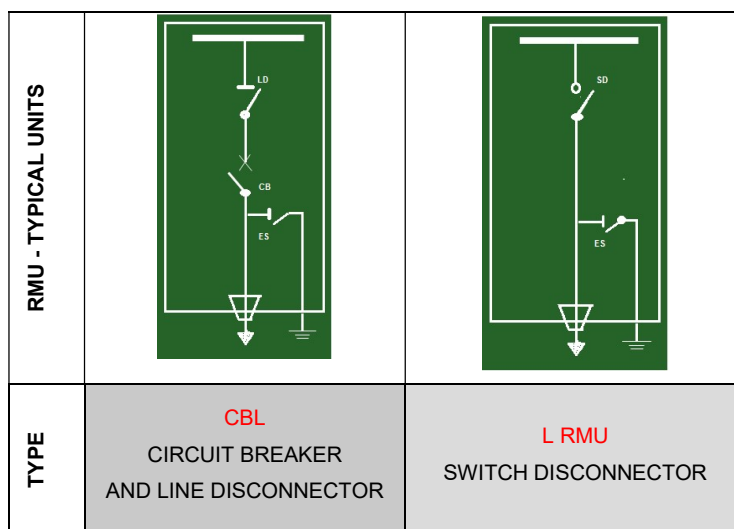 RMU - TYPICAL UNITS
LD
CB
ES
SD
ES
TYPE
CBL
CIRCUIT BREAKER
AND LINE DISCONNECTOR
L RMU
SWITCH DISCONNECTOR